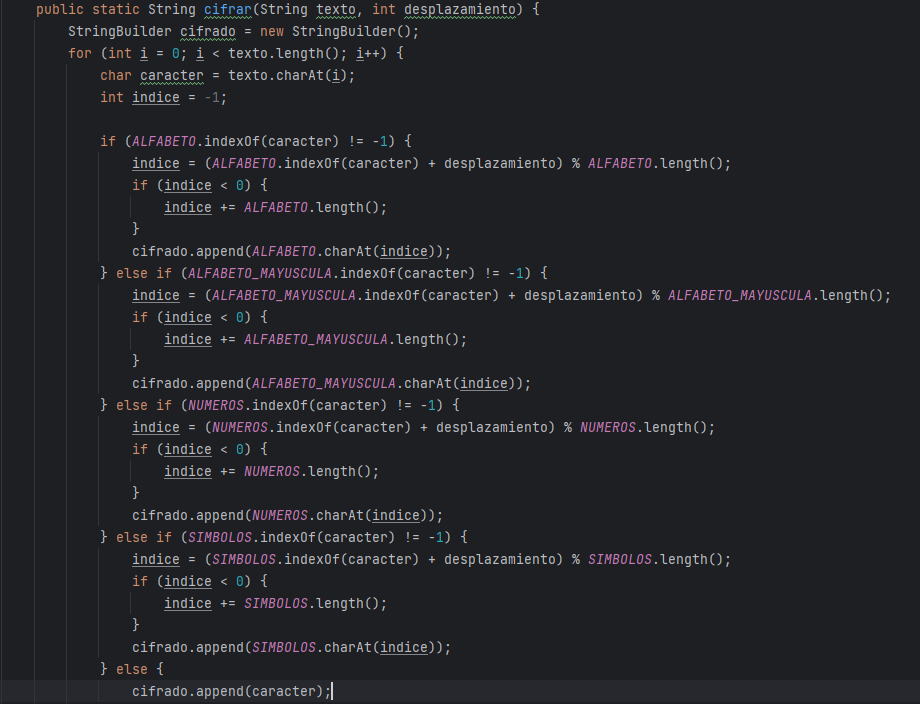 public static String cifrar(String texto, int desplazamiento) {
StringBuilder cifrado = new StringBuilder();
for (int i = 0; i < texto.length(); i++) {
char caracter = texto.charAt(i);
int indice = -1;
if (ALFABETO.indexOf(caracter) != -1) {
indice = (ALFABETO.indexOf(caracter) + desplazamiento) % ALFABETO.length();
if (indice < 0) {
indice += ALFABETO.length();
}
cifrado.append(ALFABETO.charAt(indice));
} else if (ALFABETO_MAYUSCULA.indexOf(caracter) != -1) {
indice = (ALFABETO_MAYUSCULA.indexOf(caracter) + desplazamiento) % ALFABETO_MAYUSCULA.length();
if (indice < 0) {
indice += ALFABETO_MAYUSCULA.length();
}
cifrado.append(ALFABETO_MAYUSCULA.charAt(indice));
} else if (NUMEROS.indexOf(caracter) != -1) {
indice = (NUMEROS.indexOf(caracter) + desplazamiento) % NUMEROS.length();
if (indice < 0) {
indice += NUMEROS.length();
}
cifrado.append(NUMEROS.charAt(indice));
} else if (SIMBOLOS.indexOf(caracter) != -1) {
indice = (SIMBOLOS.indexOf(caracter) + desplazamiento) % SIMBOLOS.length();
if (indice < 0) {
indice += SIMBOLOS.length();
}
cifrado.append(SIMBOLOS.charAt(indice));
} else {
cifrado.append(caracter);